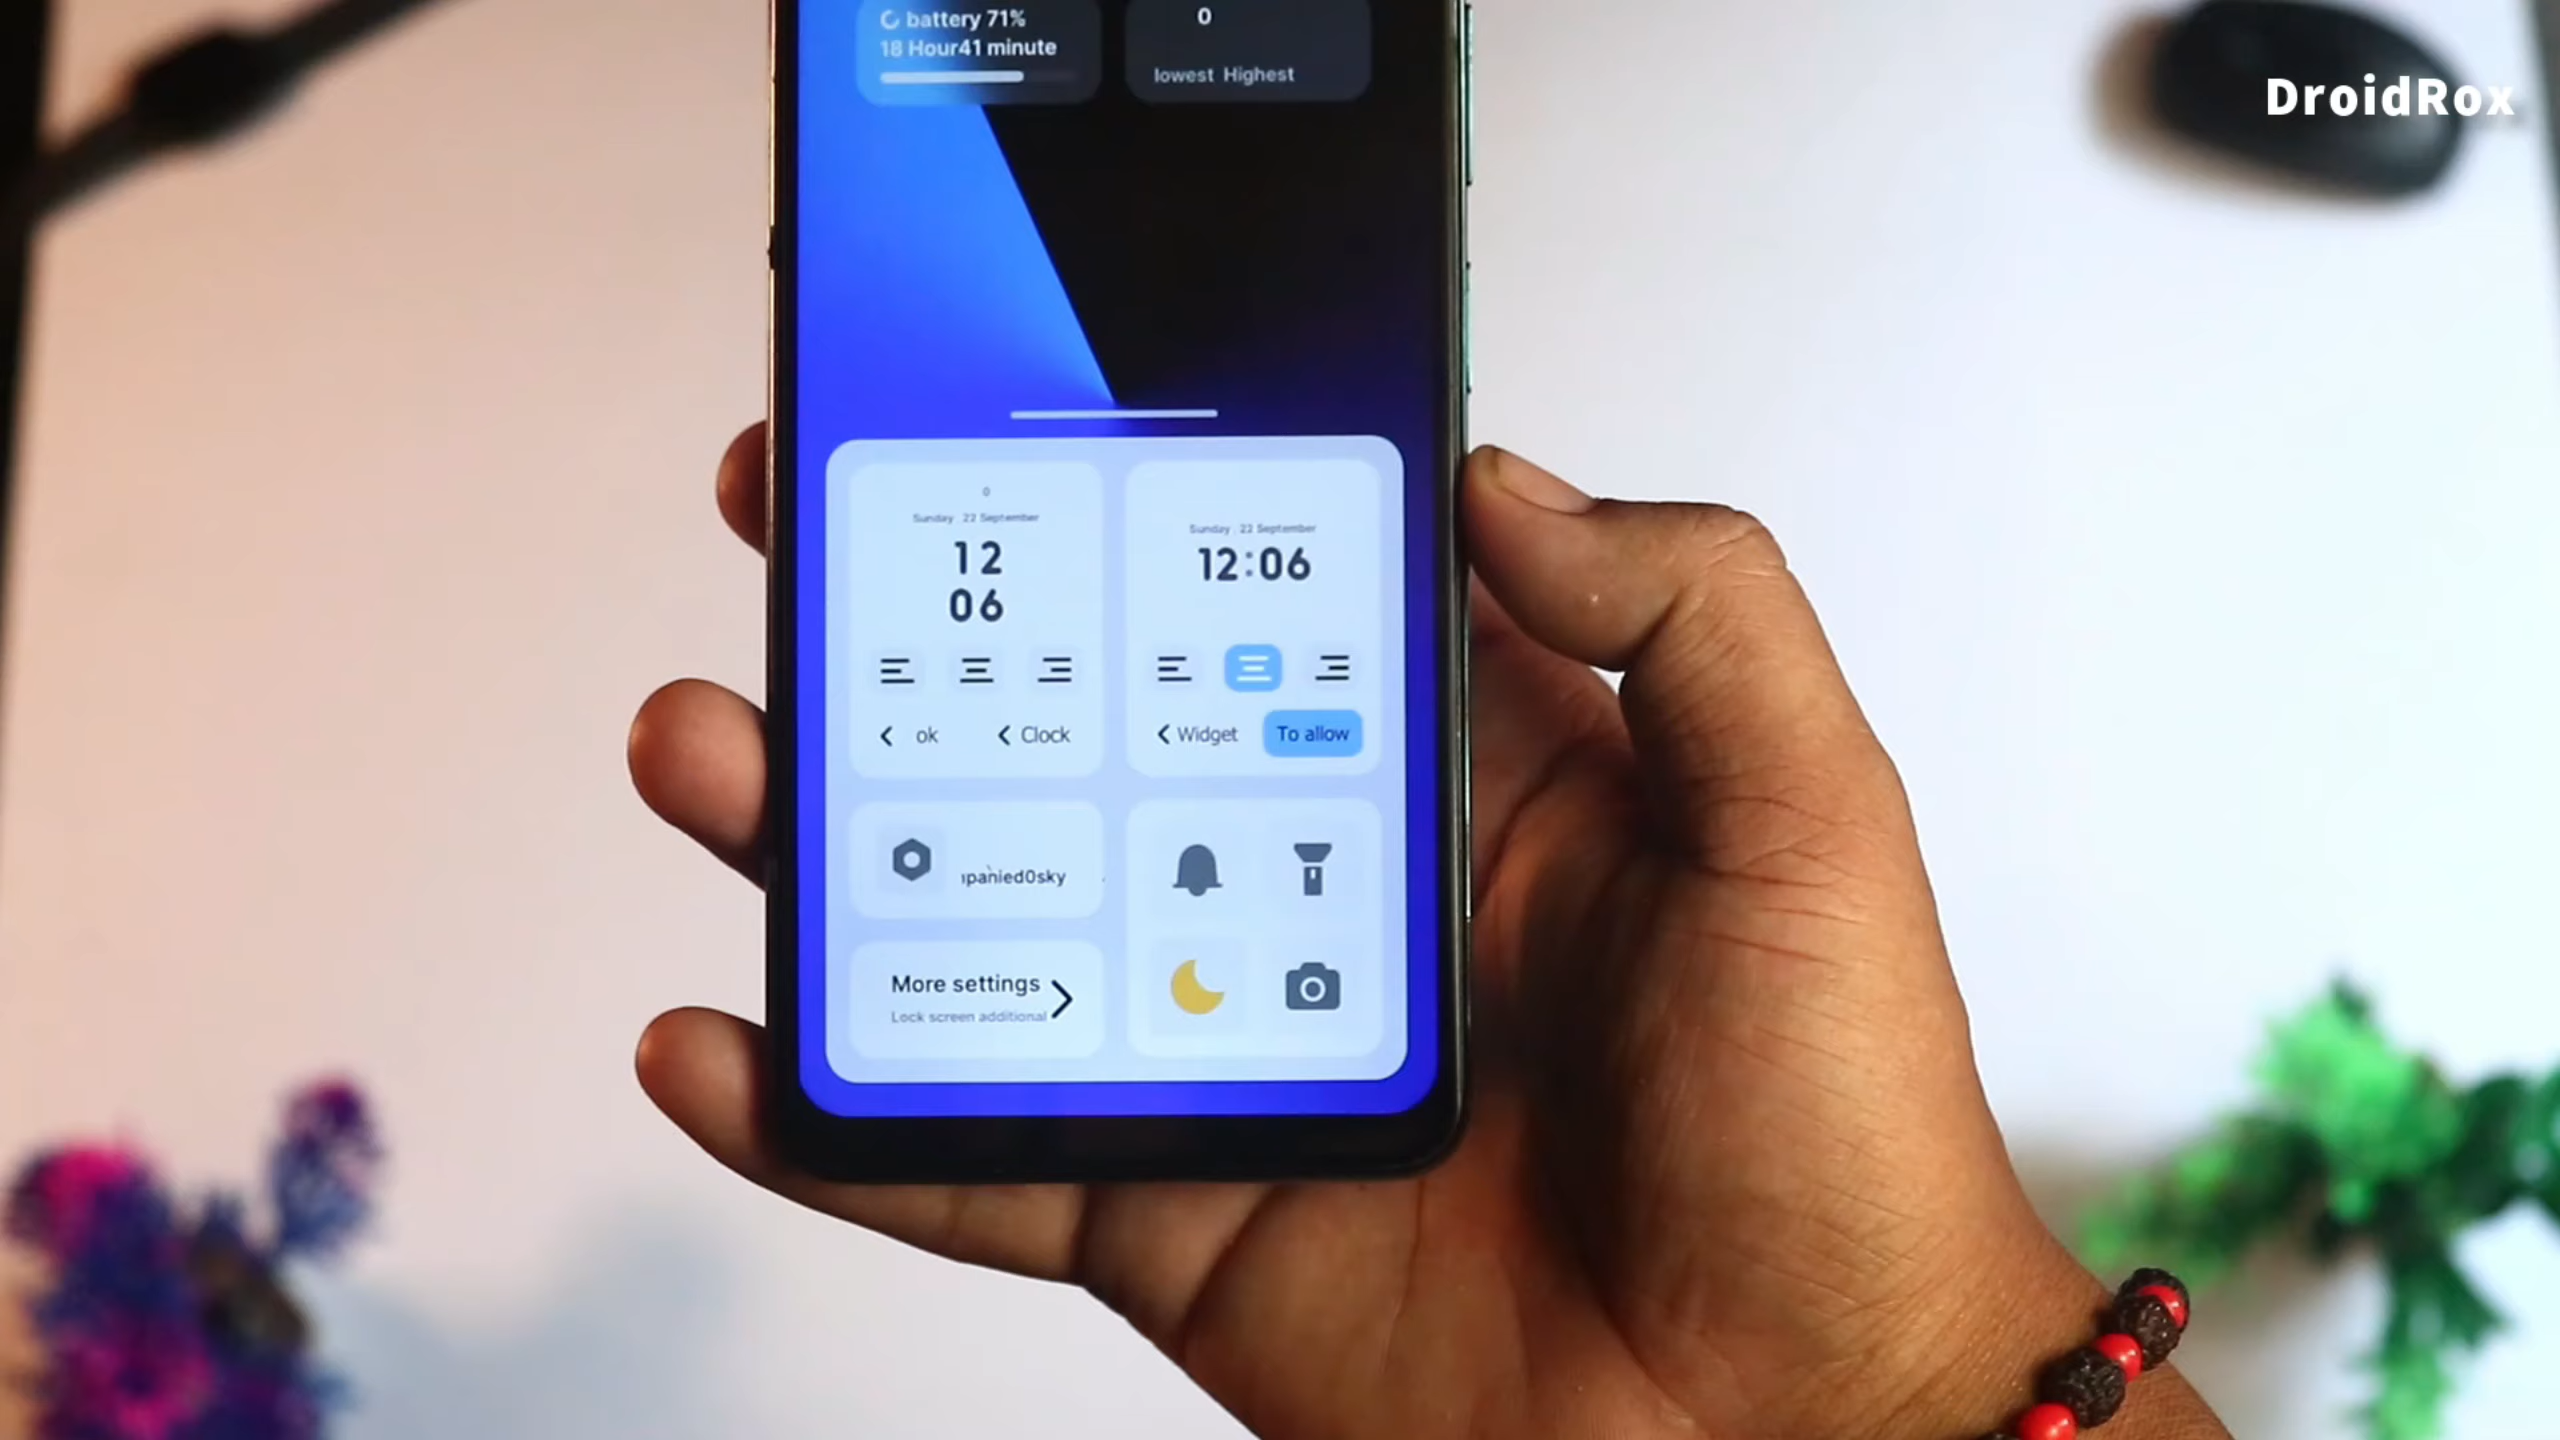 battery 71%
18 Hour41 minute
0
lowest Highest
DroidRox
0
Sunday . 22 September
12
06
ok
Clock
Sunday . 22 September
12:06
Widget
To allow
panied0sky
More settings
Lock screen additional